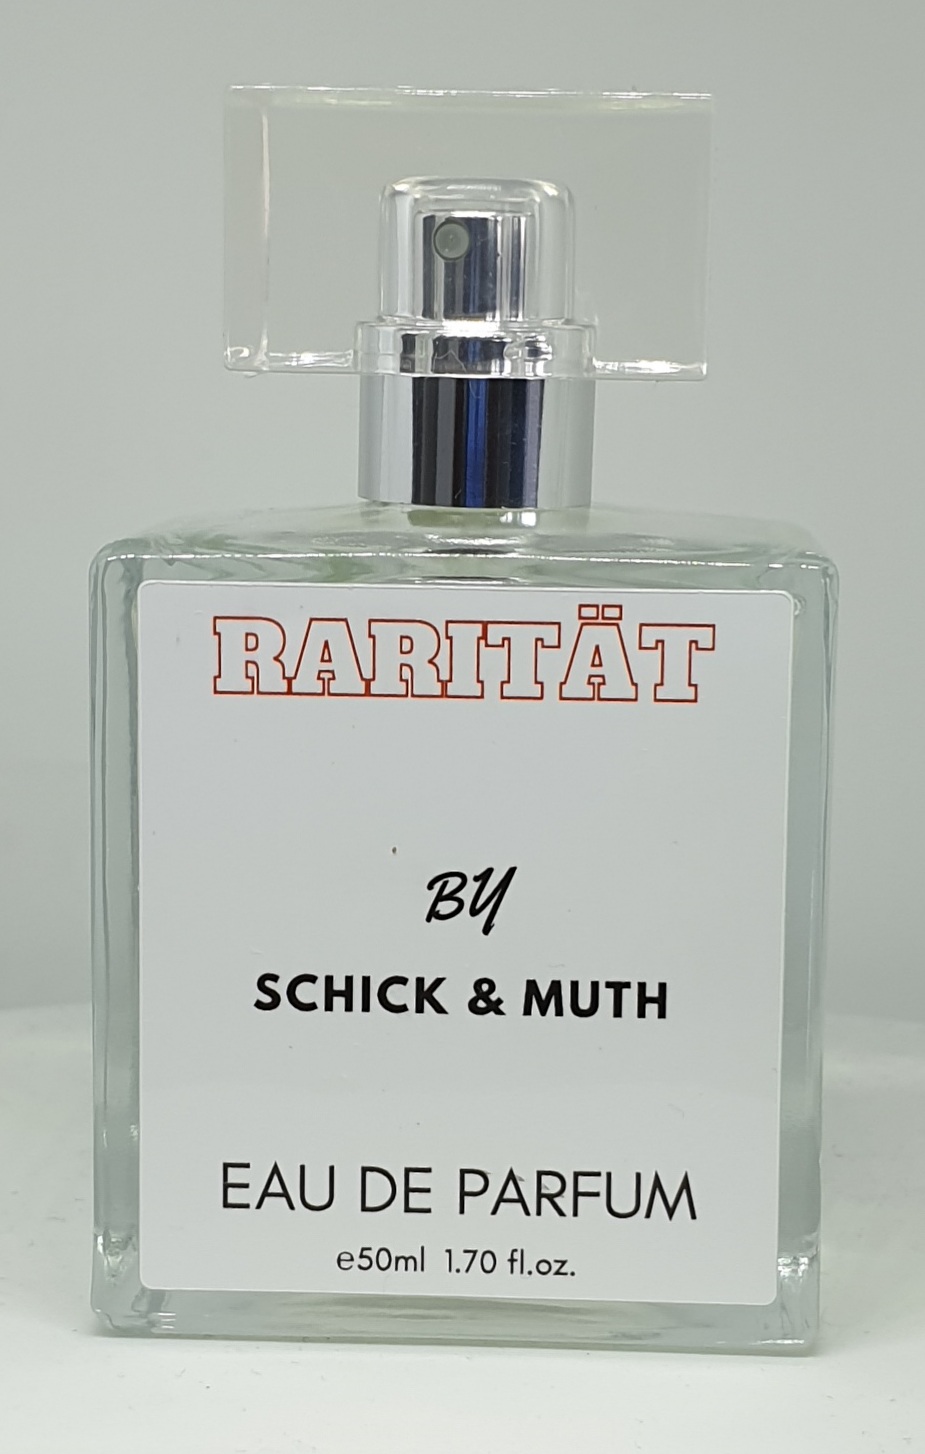 RARITÄT
BY
SCHICK & MUTH
EAU DE PARFUM
e50ml 1.70 fl.oz.